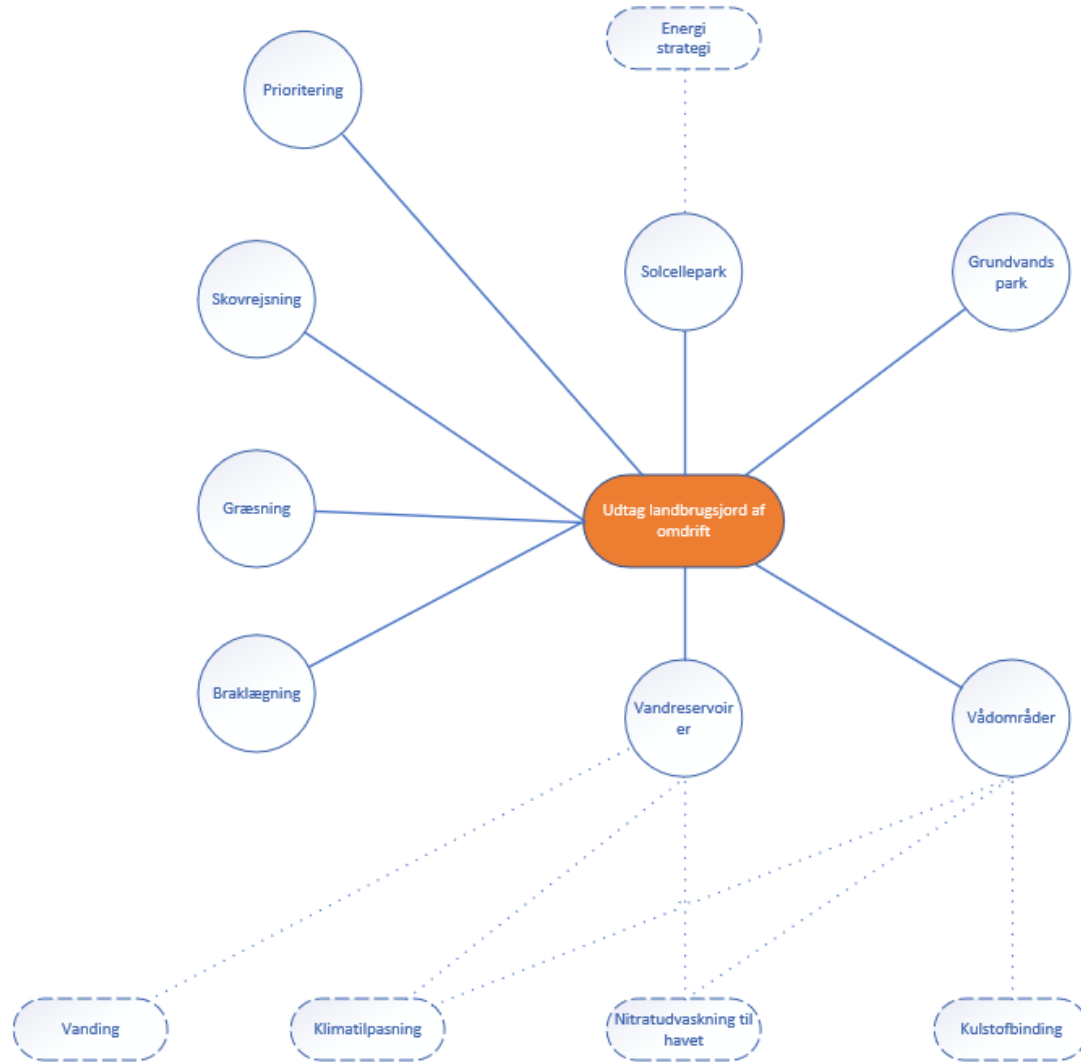 Energi
strategi
Prioritering
Solcellepark
Grundvands
park
Skovrejsning
Græsning
Udtag landbrugsjord af
omdrift
Braklægning
Vandreservoir
er
Vådområder
Vanding
Klimatilpasning
Nitratudvaskning til
havet
Kulstofbinding